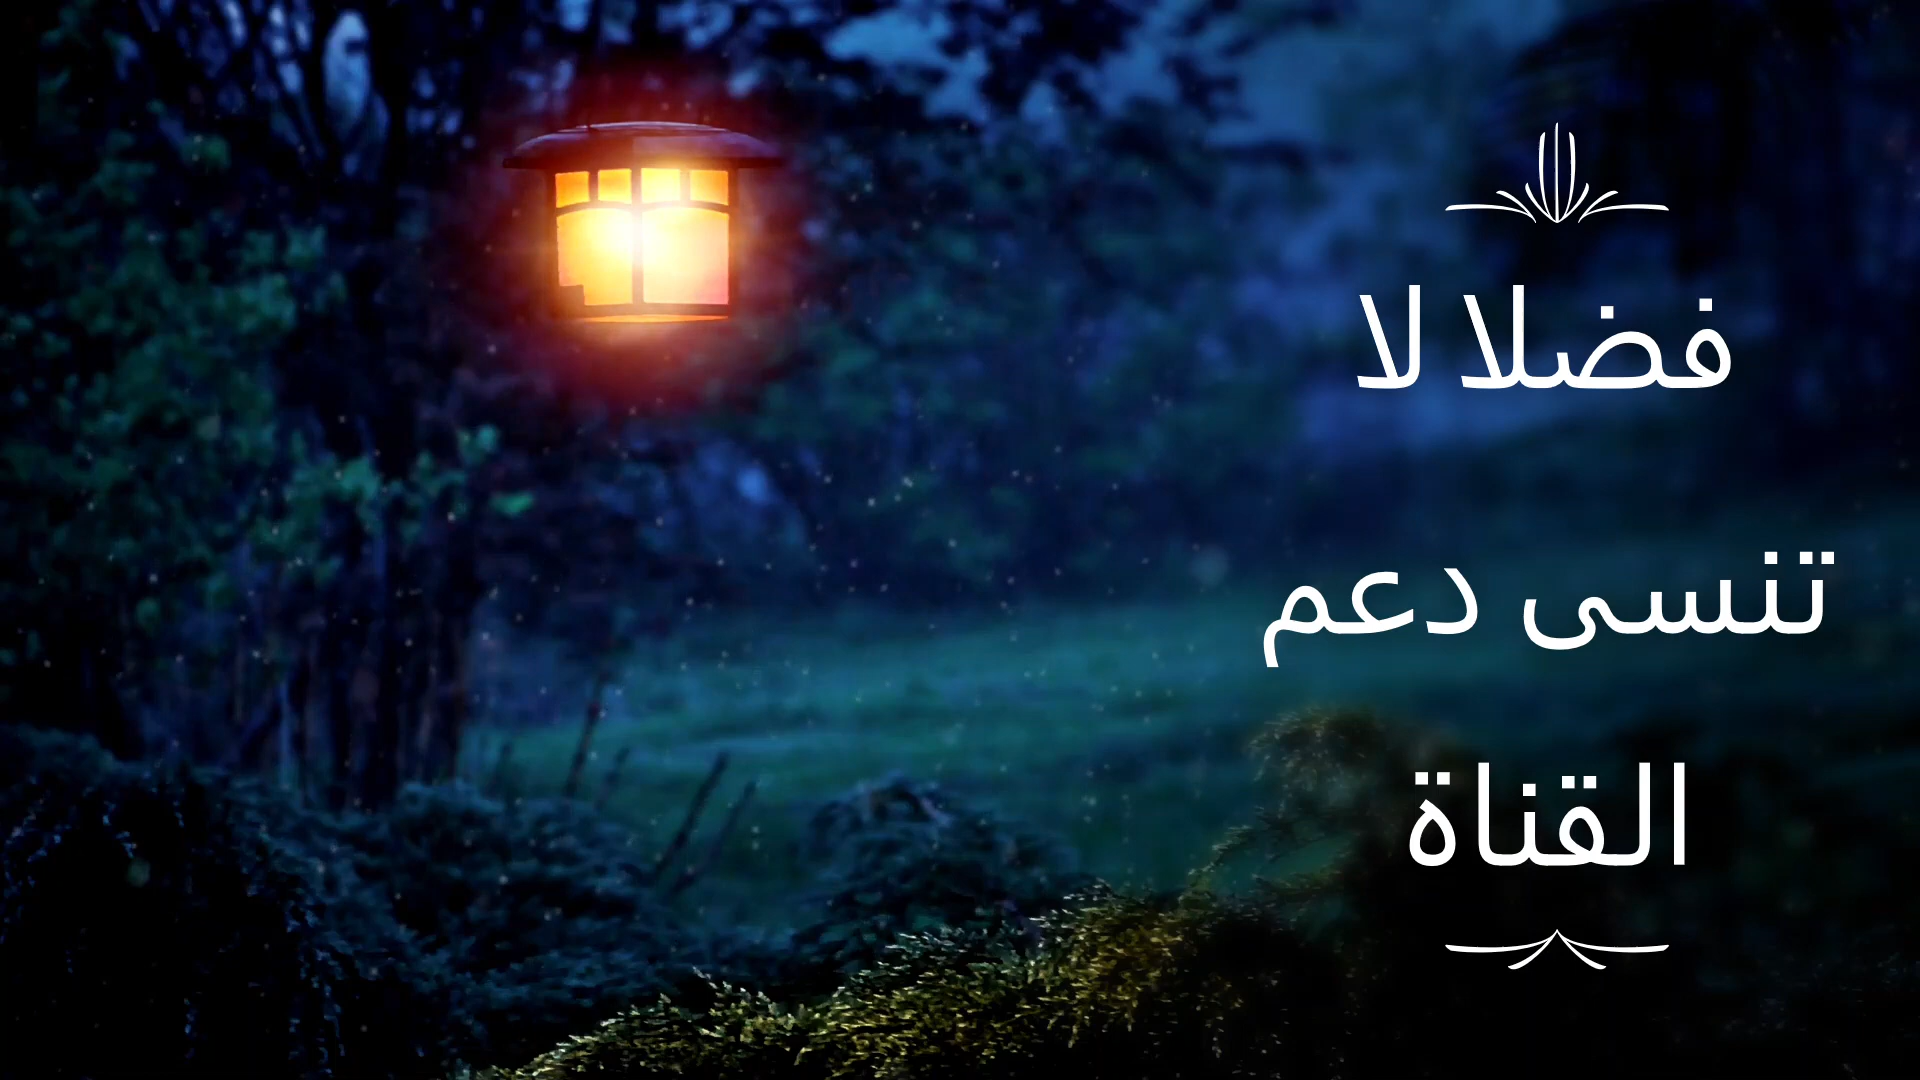 فضلا لا
تنسى دعم
القناة